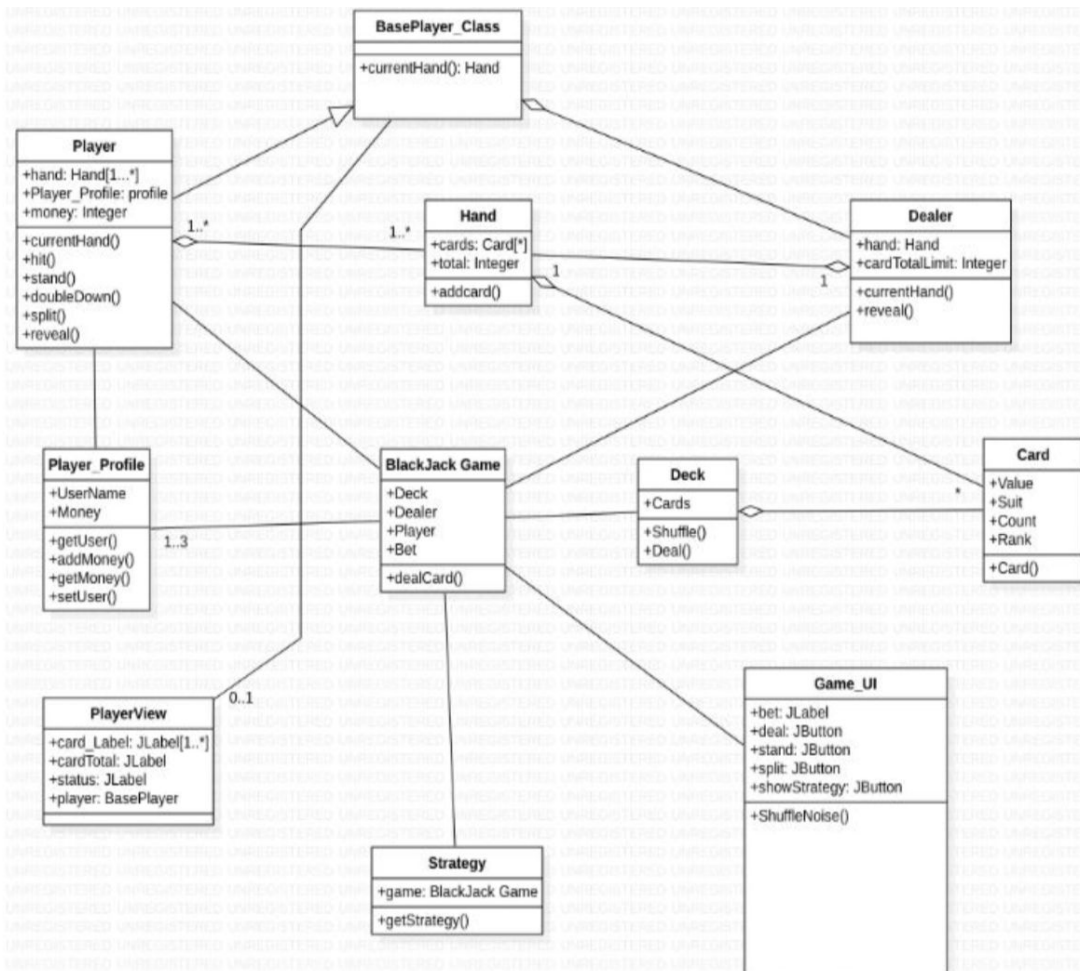 BasePlayer_Class
+currentHand(): Hand
Player
+hand: Hand[1...*]
+Player_Profile: profile
+money: Integer
+currentHand()
+hit()
+stand()
+doubleDown()
+split()
+reveal()
1..
1..*
Hand
+cards: Card[*]
+total: Integer
+addcard()
1
Dealer
+hand: Hand
+cardTotalLimit: Integer
+currentHand()
+reveal()
1
Player_Profile
+UserName
+Money
+getUser()
+addMoney()
+getMoney()
+setUser()
1..3
BlackJack Game
+Deck
+Dealer
+Player
+Bet
+dealCard()
Deck
+Cards
+Shuffle()
+Deal()
Card
+Value
+Suit
+Count
+Rank
+Card()
*
0..1
PlayerView
+card_Label: JLabel[1..*]
+cardTotal: JLabel
+status: JLabel
+player: BasePlayer
Game_UI
+bet: JLabel
+deal: JButton
+stand: JButton
+split: JButton
+showStrategy: JButton
+ShuffleNoise()
Strategy
+game: BlackJack Game
+getStrategy()
UNREGISTERED